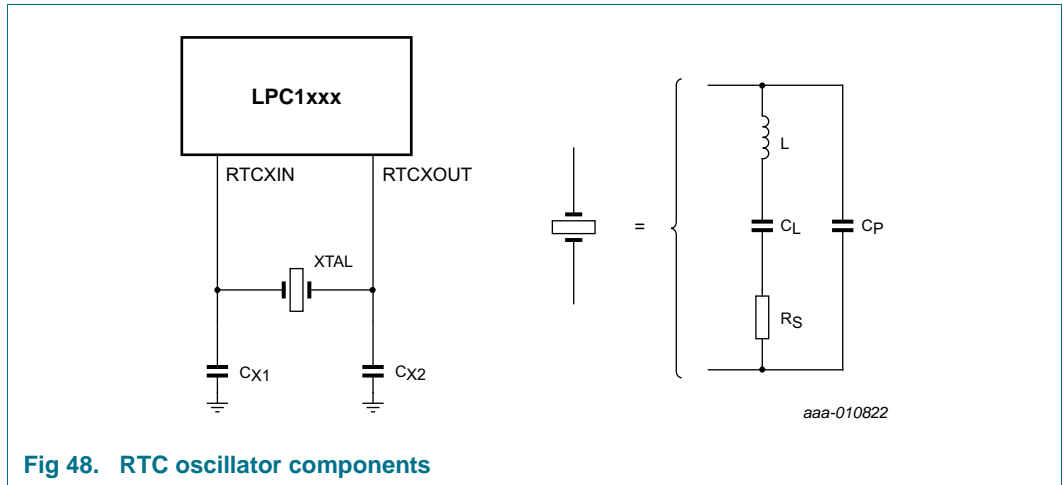 LPC1xxx
RTCXIN
RTCXOUT
XTAL
CX1
CX2
=
L
CL
CP
RS
aaa-010822
Fig 48. RTC oscillator components